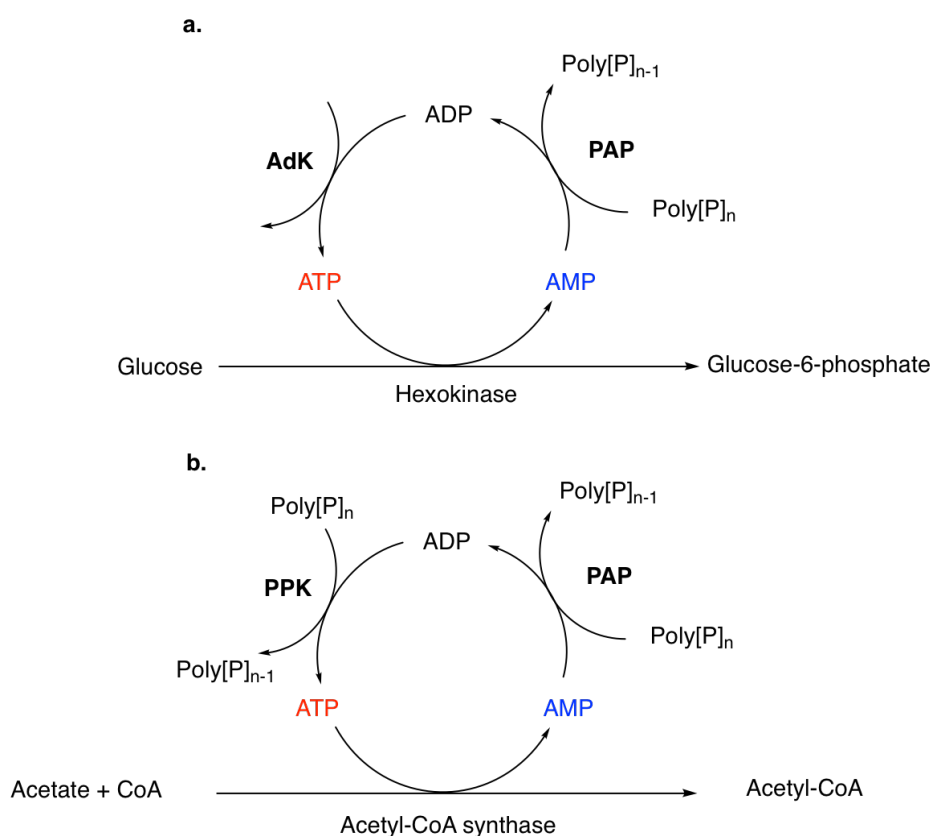 a.
Poly[P]n-1
ADP
AdK
PAP
Poly[P]n
ATP
AMP
Glucose
Glucose-6-phosphate
Hexokinase
b.
Poly[P]n
Poly[P]n-1
ADP
PPK
PAP
Poly[P]n
Poly[P]n-1
ATP
AMP
Acetate + CoA
Acetyl-CoA
Acetyl-CoA synthase